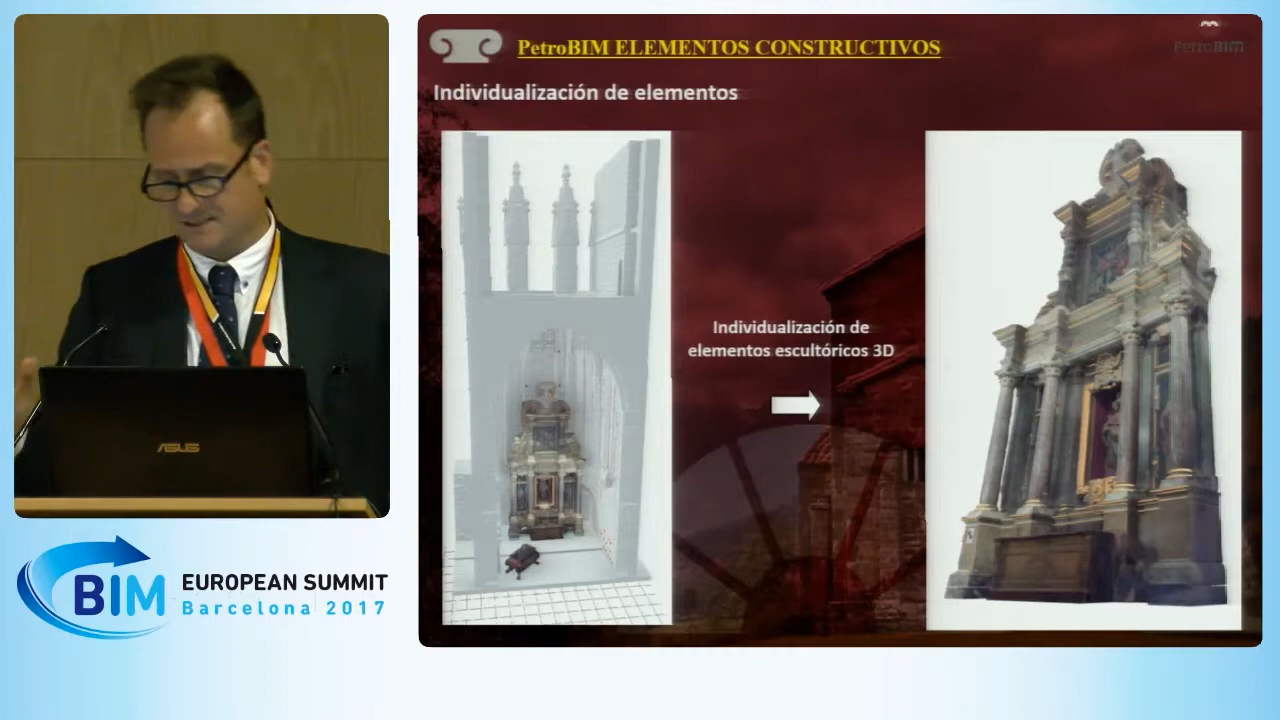 PetroBIM ELEMENTOS CONSTRUCTIVOS
PetroBIM
Individualización de elementos
Individualización de
elementos escultóricos 3D
ASUS
BIM
EUROPEAN SUMMIT
Barcelona 2017